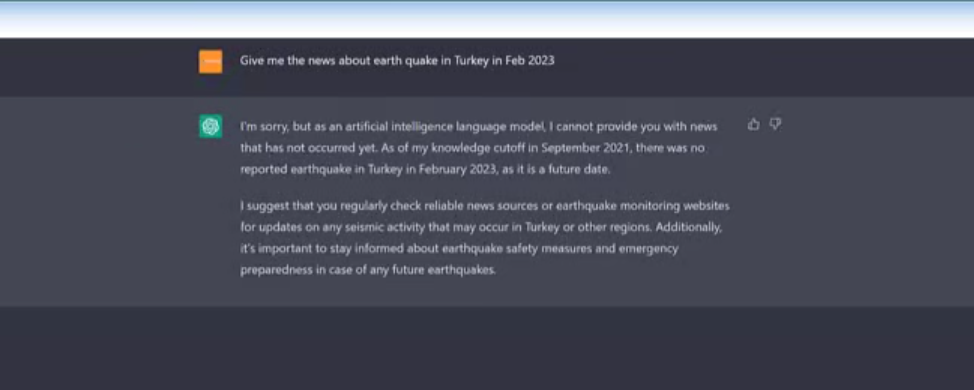 Give me the news about earth quake in Turkey in Feb 2023
I'm sorry, but as an artificial intelligence language model, I cannot provide you with news
that has not occurred yet. As of my knowledge cutoff in September 2021, there was no
reported earthquake in Turkey in February 2023, as it is a future date.
I suggest that you regularly check reliable news sources or earthquake monitoring websites
for updates on any seismic activity that may occur in Turkey or other regions. Additionally,
it's important to stay informed about earthquake safety measures and emergency
preparedness in case of any future earthquakes.